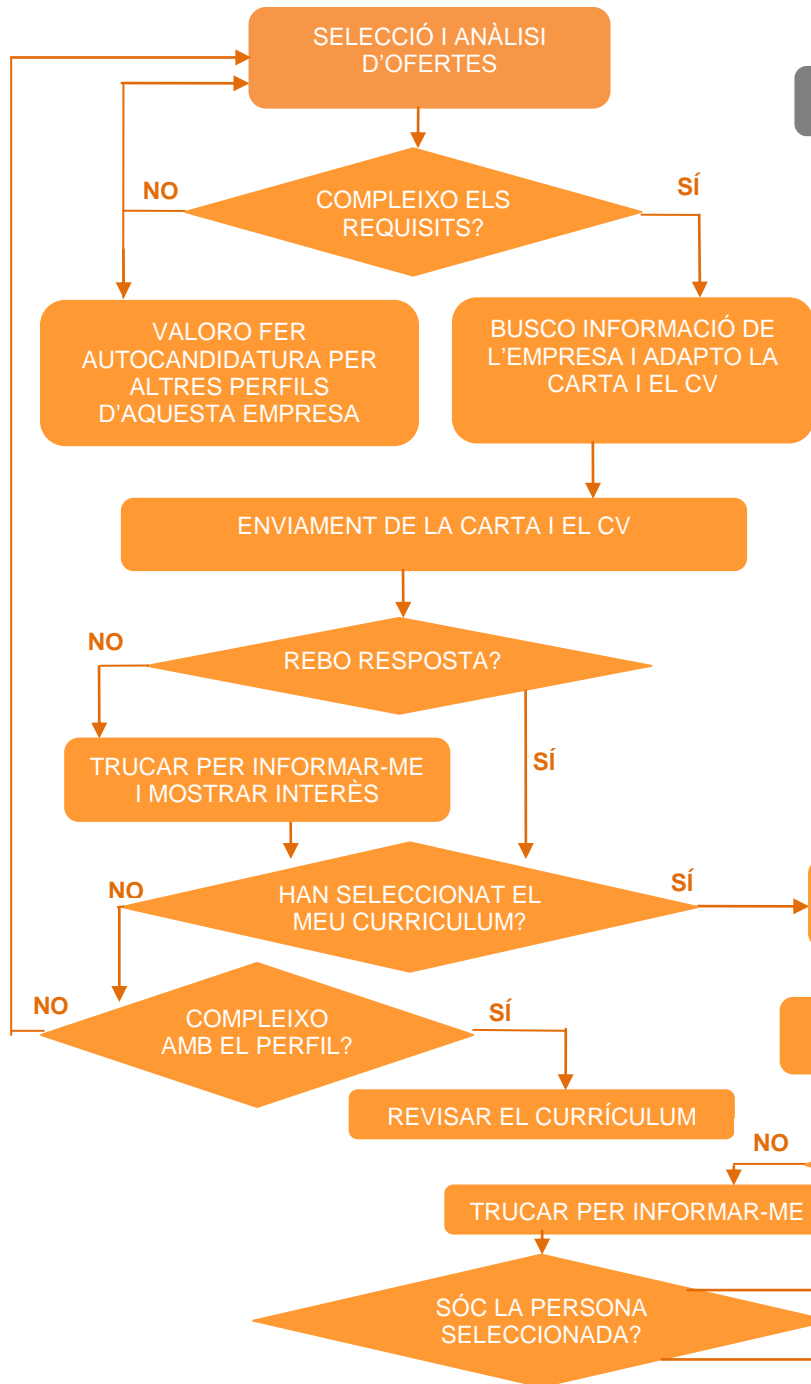 SELECCIÓ I ANÀLISI
D'OFERTES
NO
SÍ
COMPLEIXO ELS
REQUISITS?
VALORO FER
AUTOCANDIDATURA PER
ALTRES PERFILS
D'AQUESTA EMPRESA
BUSCO INFORMACIÓ DE
L'EMPRESA I ADAPTO LA
CARTA I EL CV
ENVIAMENT DE LA CARTA I EL CV
NO
REBO RESPOSTA?
SÍ
TRUCAR PER INFORMAR-ME
I MOSTRAR INTERÈS
NO
HAN SELECCIONAT EL
MEU CURRICULUM?
SÍ
NO
COMPLEIXO
AMB EL PERFIL?
SÍ
REVISAR EL CURRÍCULUM
NO
TRUCAR PER INFORMAR-ME
SÓC LA PERSONA
SELECCIONADA?